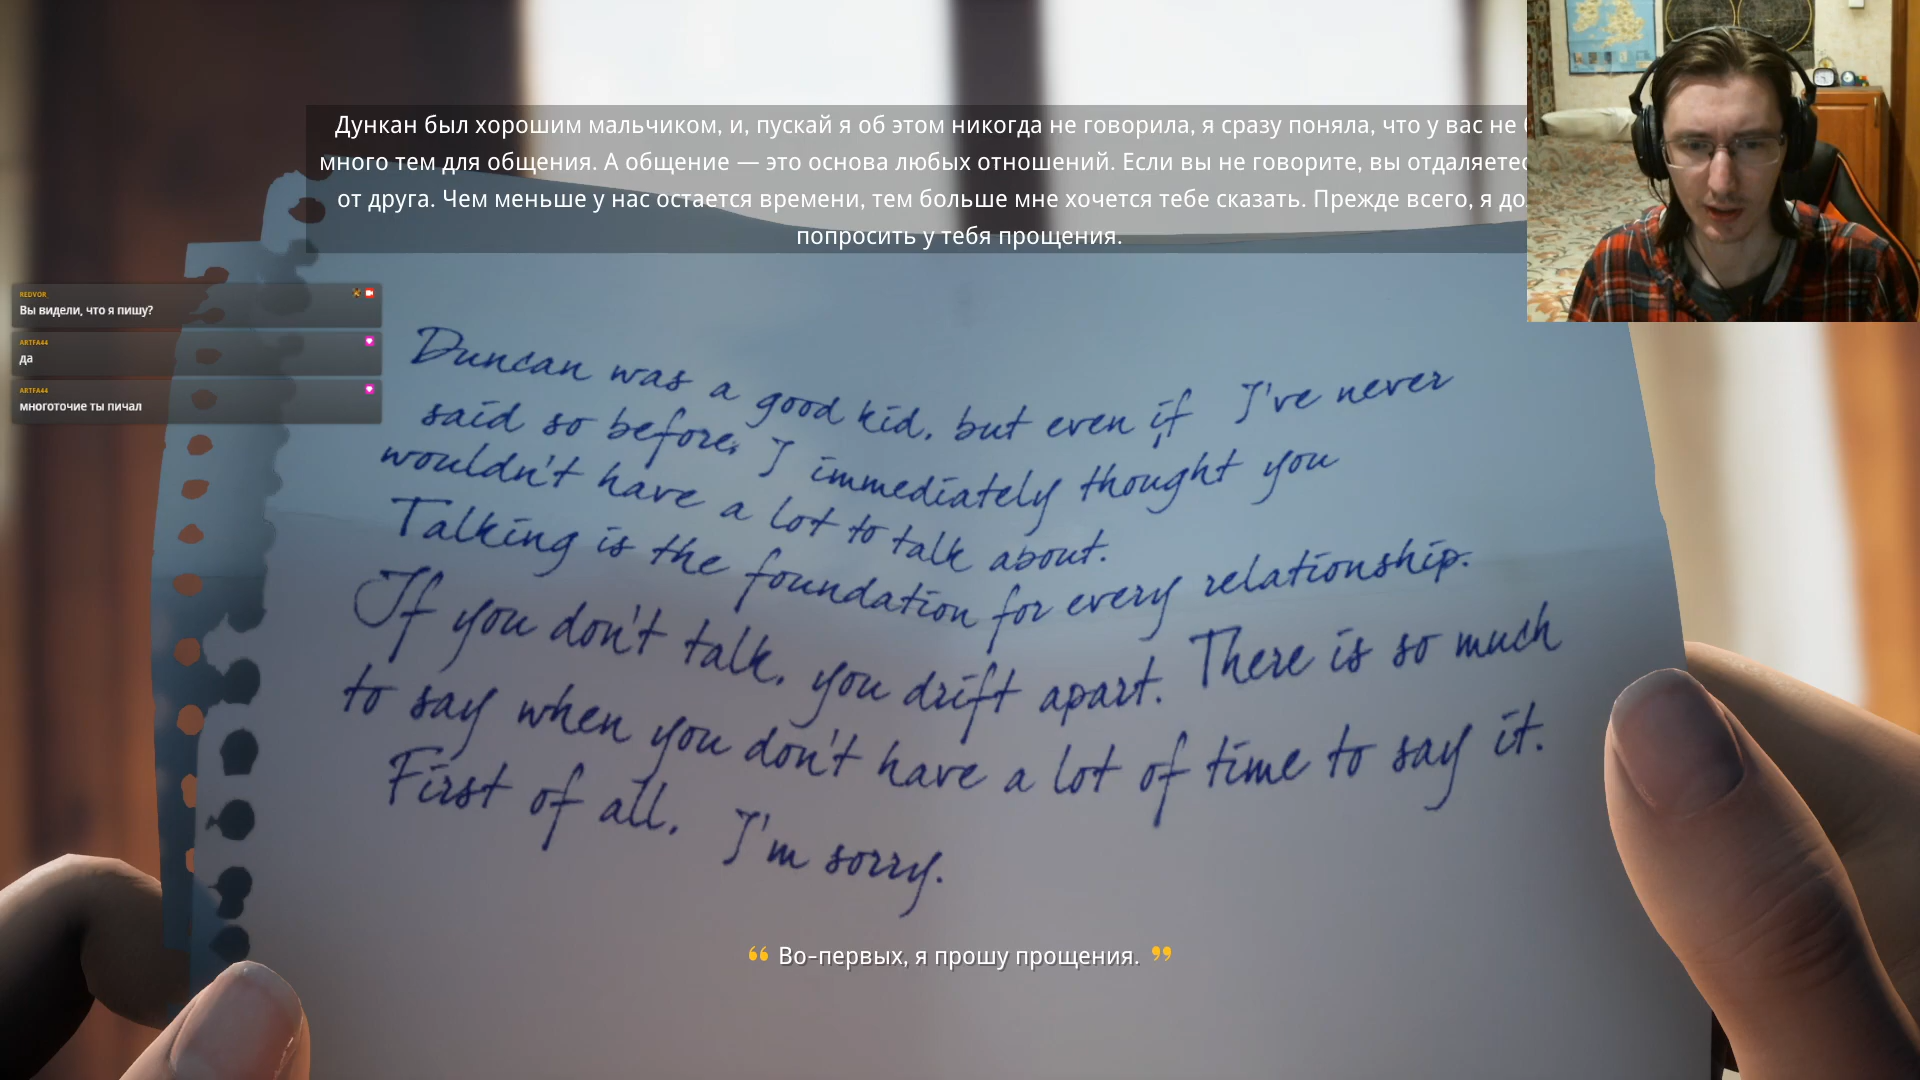 Дункан был хорошим мальчиком, и, пускай я об этом никогда не говорила, я сразу поняла, что у вас не
много тем для общения. А общение — это основа любых отношений. Если вы не говорите, вы отдаляетес
от друга. Чем меньше у нас остается времени, тем больше мне хочется тебе сказать. Прежде всего, я до
попросить у тебя прощения.
REDVOR
Вы видели, что я пишу?
ARTFA44
да
ARTFA44
многоточие ты пичал
Duncan was a good kid, but even if I've never
said so before, I immediately thought you
wouldn't have a lot to talk about.
Talking is the foundation for every relationship.
If you don't talk, you drift apart. There is so much
to say when you don't have a lot of time to say it.
First of all, I'm sorry.
“ Во-первых, я прошу прощения. ”